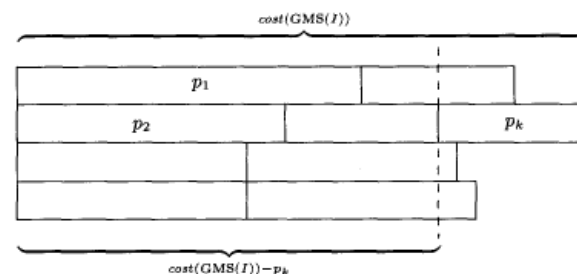 cost(GMS(I))
p₁
p₂ pₖ
cost(GMS(I))−pₖ